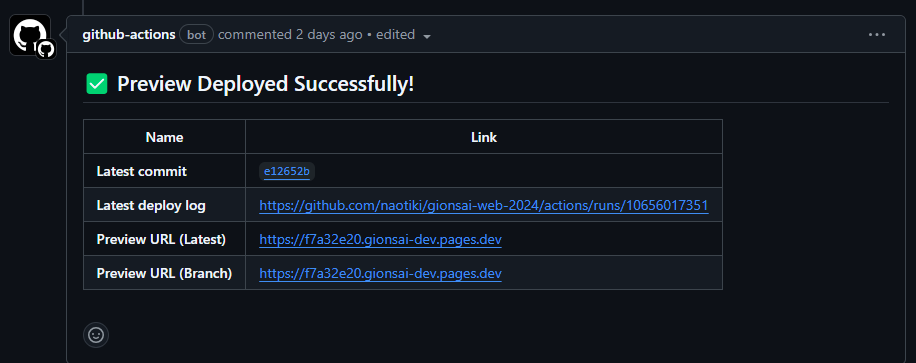 github-actions bot commented 2 days ago • edited
Preview Deployed Successfully!
Name Link
Latest commit e12652b
Latest deploy log https://github.com/naotiki/gionsai-web-2024/actions/runs/10656017351
Preview URL (Latest) https://f7a32e20.gionsai-dev.pages.dev
Preview URL (Branch) https://f7a32e20.gionsai-dev.pages.dev